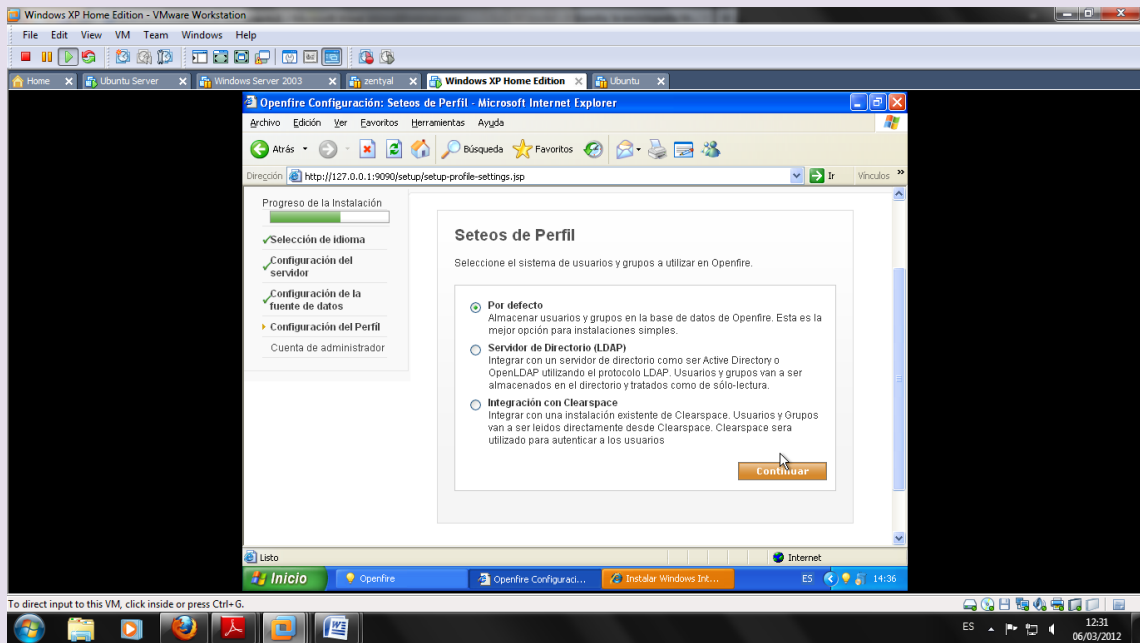 Windows XP Home Edition - VMware Workstation
File Edit View VM Team Windows Help
Home Ubuntu Server Windows Server 2003 zentyal Windows XP Home Edition Ubuntu
Openfire Configuración: Seteos de Perfil - Microsoft Internet Explorer
Archivo Edición Ver Favoritos Herramientas Ayuda
Atrás Búsqueda Favoritos
Dirección http://127.0.0.1:9090/setup/setup-profile-settings.jsp Ir Vínculos »
Progreso de la Instalación
Selección de idioma
Configuración del
servidor
Configuración de la
fuente de datos
Configuración del Perfil
Cuenta de administrador
Seteos de Perfil
Seleccione el sistema de usuarios y grupos a utilizar en Openfire.
Por defecto
Almacenar usuarios y grupos en la base de datos de Openfire. Esta es la
mejor opción para instalaciones simples.
Servidor de Directorio (LDAP)
Integrar con un servidor de directorio como ser Active Directory o
OpenLDAP utilizando el protocolo LDAP. Usuarios y grupos van a ser
almacenados en el directorio y tratados como de sólo-lectura.
Integración con Clearspace
Integrar con una instalación existente de Clearspace. Usuarios y Grupos
van a ser leidos directamente desde Clearspace. Clearspace sera
utilizado para autenticar a los usuarios
Continuar
Listo Internet
Inicio Openfire Openfire Configuraci... Instalar Windows Int... ES 14:36
To direct input to this VM, click inside or press Ctrl+G.
ES 12:31
06/03/2012